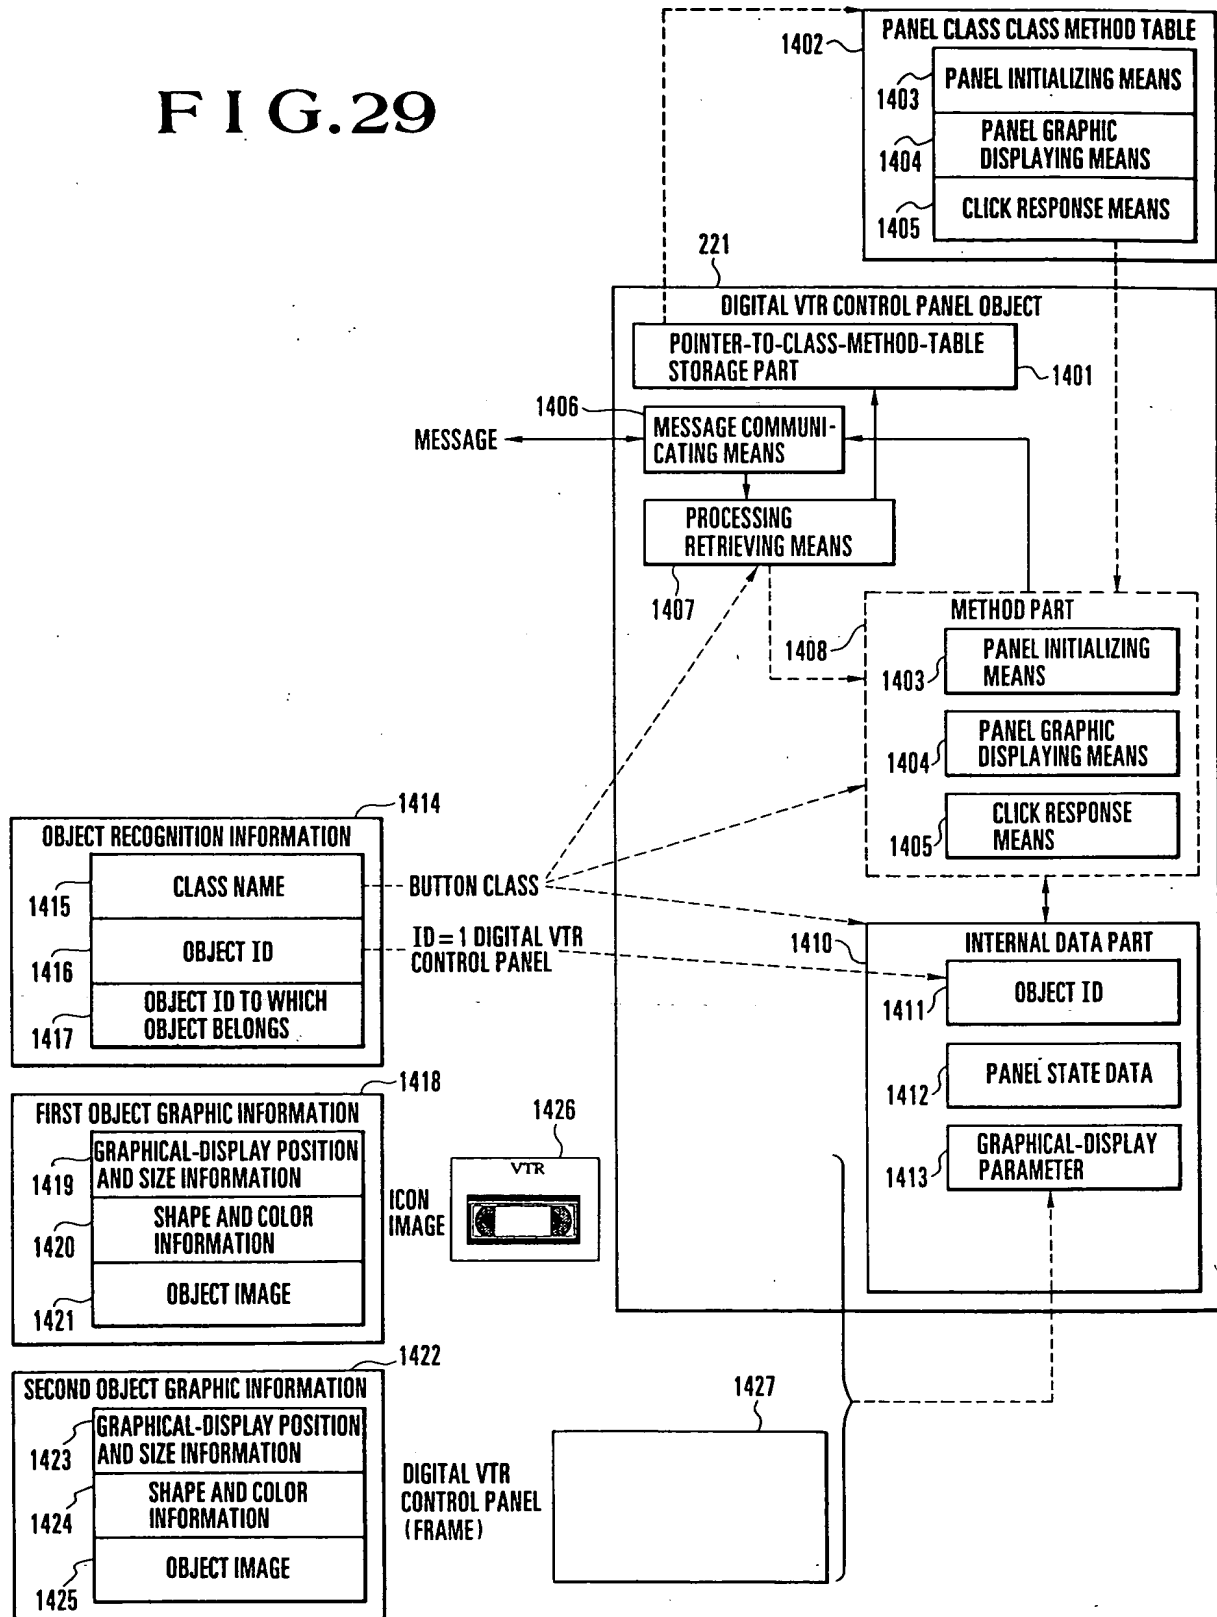 FIG.29
1402
PANEL CLASS CLASS METHOD TABLE
1403
PANEL INITIALIZING MEANS
1404
PANEL GRAPHIC
DISPLAYING MEANS
1405
CLICK RESPONSE MEANS
221
DIGITAL VTR CONTROL PANEL OBJECT
POINTER-TO-CLASS-METHOD-TABLE
STORAGE PART
1401
1406
MESSAGE
MESSAGE COMMUNI-
CATING MEANS
PROCESSING
RETRIEVING MEANS
1407
METHOD PART
1408
PANEL INITIALIZING
MEANS
1403
PANEL GRAPHIC
DISPLAYING MEANS
1404
CLICK RESPONSE
MEANS
1405
1414
OBJECT RECOGNITION INFORMATION
CLASS NAME
1415
BUTTON CLASS
OBJECT ID
1416
ID=1 DIGITAL VTR
CONTROL PANEL
OBJECT ID TO WHICH
OBJECT BELONGS
1417
1410
INTERNAL DATA PART
OBJECT ID
1411
PANEL STATE DATA
1412
GRAPHICAL-DISPLAY
PARAMETER
1413
1418
FIRST OBJECT GRAPHIC INFORMATION
GRAPHICAL-DISPLAY POSITION
AND SIZE INFORMATION
1419
SHAPE AND COLOR
INFORMATION
1420
OBJECT IMAGE
1421
ICON
IMAGE
1426
VTR
1422
SECOND OBJECT GRAPHIC INFORMATION
GRAPHICAL-DISPLAY POSITION
AND SIZE INFORMATION
1423
SHAPE AND COLOR
INFORMATION
1424
OBJECT IMAGE
1425
DIGITAL VTR
CONTROL PANEL
(FRAME)
1427